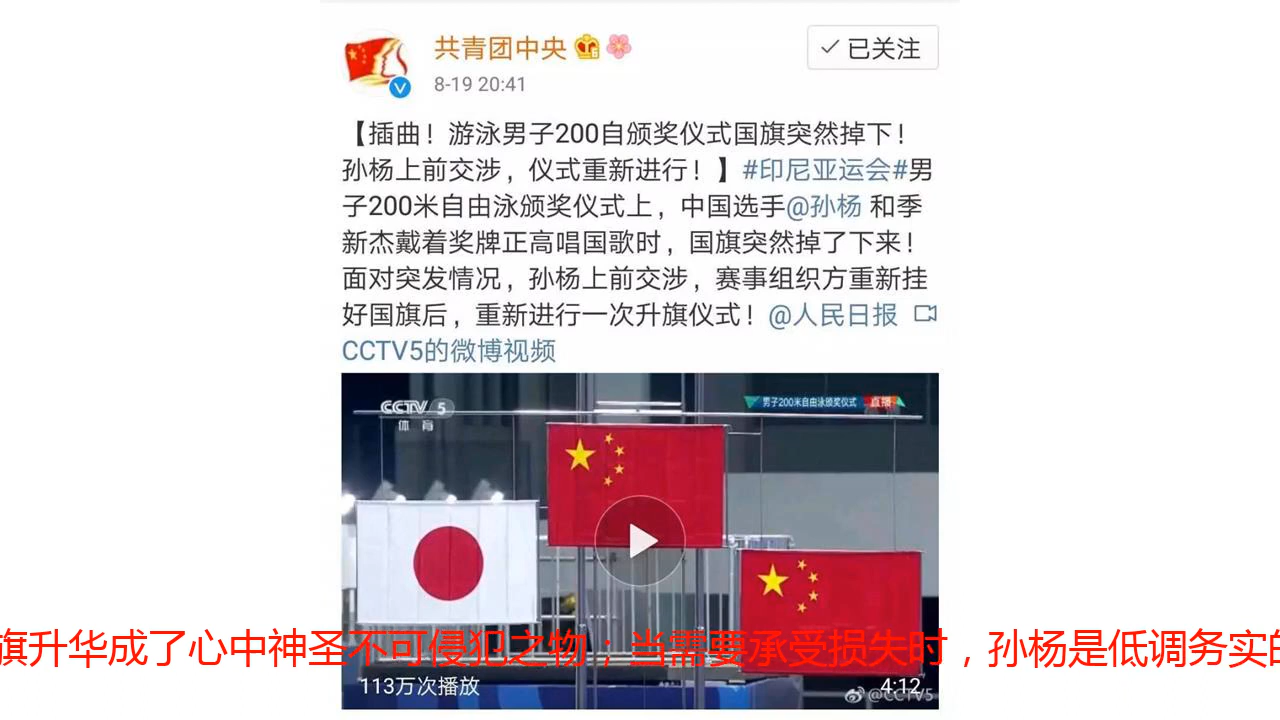 共青团中央
8-19 20:41
已关注
【插曲！游泳男子200自颁奖仪式国旗突然掉下！
孙杨上前交涉，仪式重新进行！】#印尼亚运会#男
子200米自由泳颁奖仪式上，中国选手@孙杨 和季
新杰戴着奖牌正高唱国歌时，国旗突然掉了下来！
面对突发情况，孙杨上前交涉，赛事组织方重新挂
好国旗后，重新进行一次升旗仪式！@人民日报
CCTV5的微博视频
CCTV 5
体育
男子200米自由泳颁奖仪式 直播
旗升华成了心中神圣不可侵犯之物；当需要承受损失时，孙杨是低调务实的
113万次播放
4:12
@CCTV5